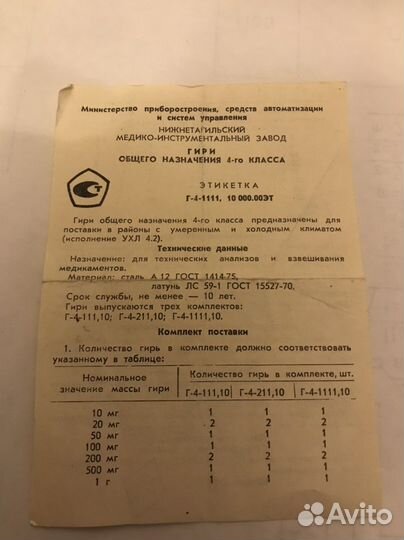 Министерство приборостроения, средств автоматизации
и систем управления
НИЖНЕТАГИЛЬСКИЙ
МЕДИКО-ИНСТРУМЕНТАЛЬНЫЙ ЗАВОД
ГИРИ
ОБЩЕГО НАЗНАЧЕНИЯ 4-го КЛАССА
ЭТИКЕТКА
Г-4-1111, 10 000.00ЭТ
Гири общего назначения 4-го класса предназначены для
поставки в районы с умеренным и холодным климатом
(исполнение УХЛ 4.2).
Технические данные
Назначение: для технических анализов и взвешивания
медикаментов.
Материал: сталь А 12 ГОСТ 1414-75,
латунь ЛС 59-1 ГОСТ 15527-70.
Срок службы, не менее — 10 лет.
Гири выпускаются трех комплектов:
Г-4-111,10; Г-4-211,10; Г-4-1111,10.
Комплект поставки
1. Количество гирь в комплекте должно соответствовать
указанному в таблице:
Номинальное значение массы гири
Количество гирь в комплекте, шт.
Г-4-111,10 Г-4-211,10 Г-4-1111,10
10 мг 1 1 1
20 мг 2 2 2
50 мг 1 1 1
100 мг 1 1 1
200 мг 2 2 2
500 мг 1 1 1
1 г 1 1 1
Avito